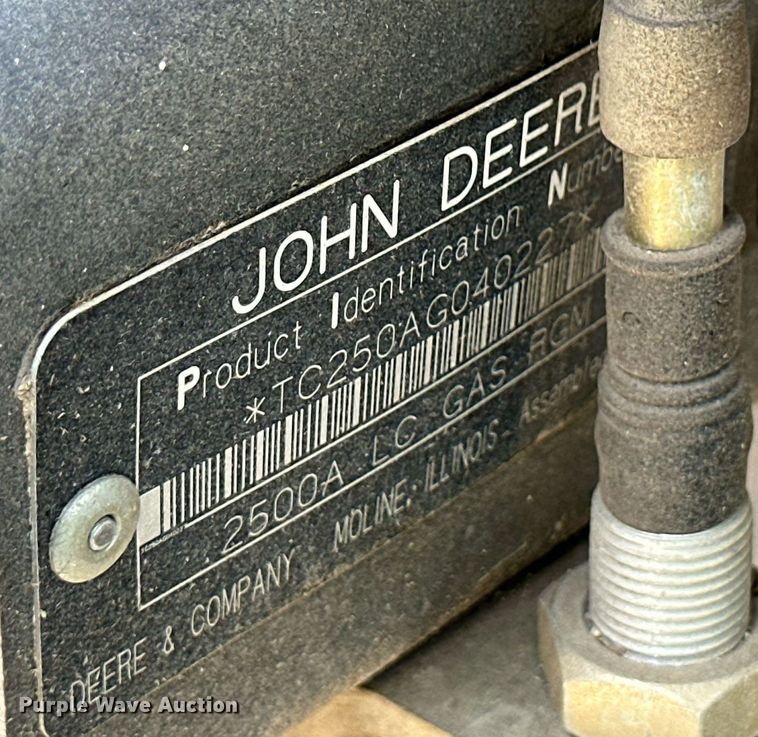 JOHN DEERE
Product Identification Number
*TC250AG040227*
2500A LC GAS RGM
DEERE & COMPANY MOLINE, ILLINOIS
Purple Wave Auction